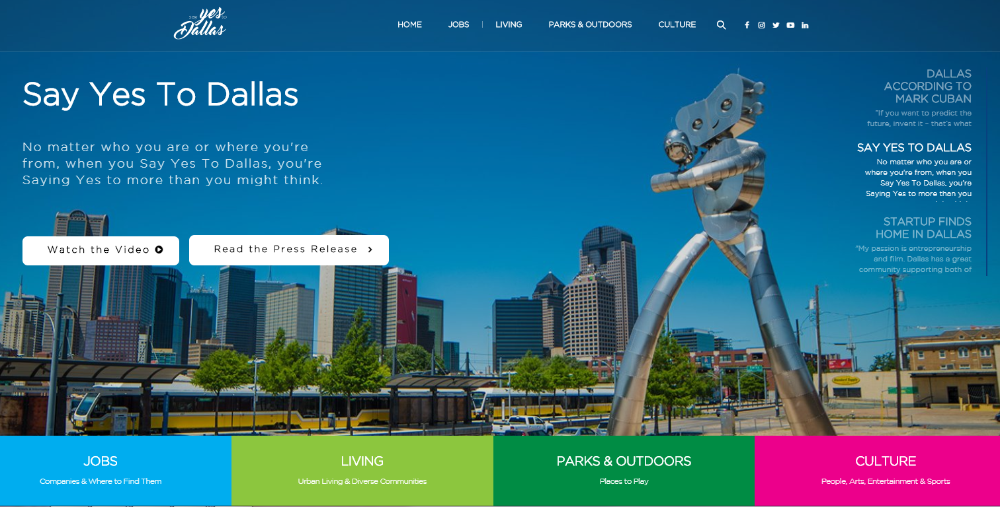 SAY yes TO
Dallas
HOME
JOBS
LIVING
PARKS & OUTDOORS
CULTURE
Say Yes To Dallas
No matter who you are or where you're
from, when you Say Yes To Dallas, you're
Saying Yes to more than you might think.
Watch the Video
Read the Press Release
DALLAS
ACCORDING TO
MARK CUBAN
"If you want to predict the
future, invent it – that's what
SAY YES TO DALLAS
No matter who you are or
where you're from, when you
Say Yes To Dallas, you're
Saying Yes to more than you
STARTUP FINDS
HOME IN DALLAS
"My passion is entrepreneurship
and film. Dallas has a great
community supporting both of
Deep Ellum
Standard Supply
JOBS
Companies & Where to Find Them
LIVING
Urban Living & Diverse Communities
PARKS & OUTDOORS
Places to Play
CULTURE
People, Arts, Entertainment & Sports